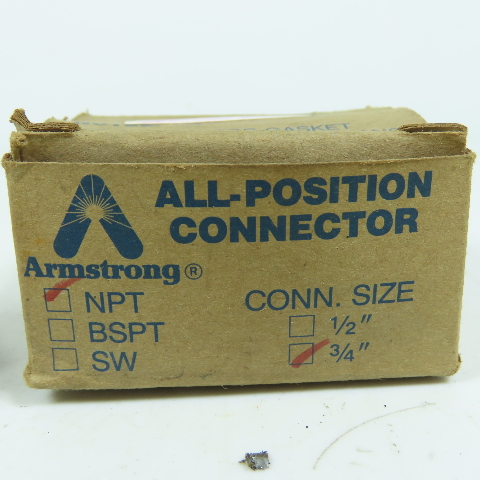 GASKET
ALL-POSITION
CONNECTOR
Armstrong®
NPT
BSPT
SW
CONN. SIZE
1/2"
3/4"